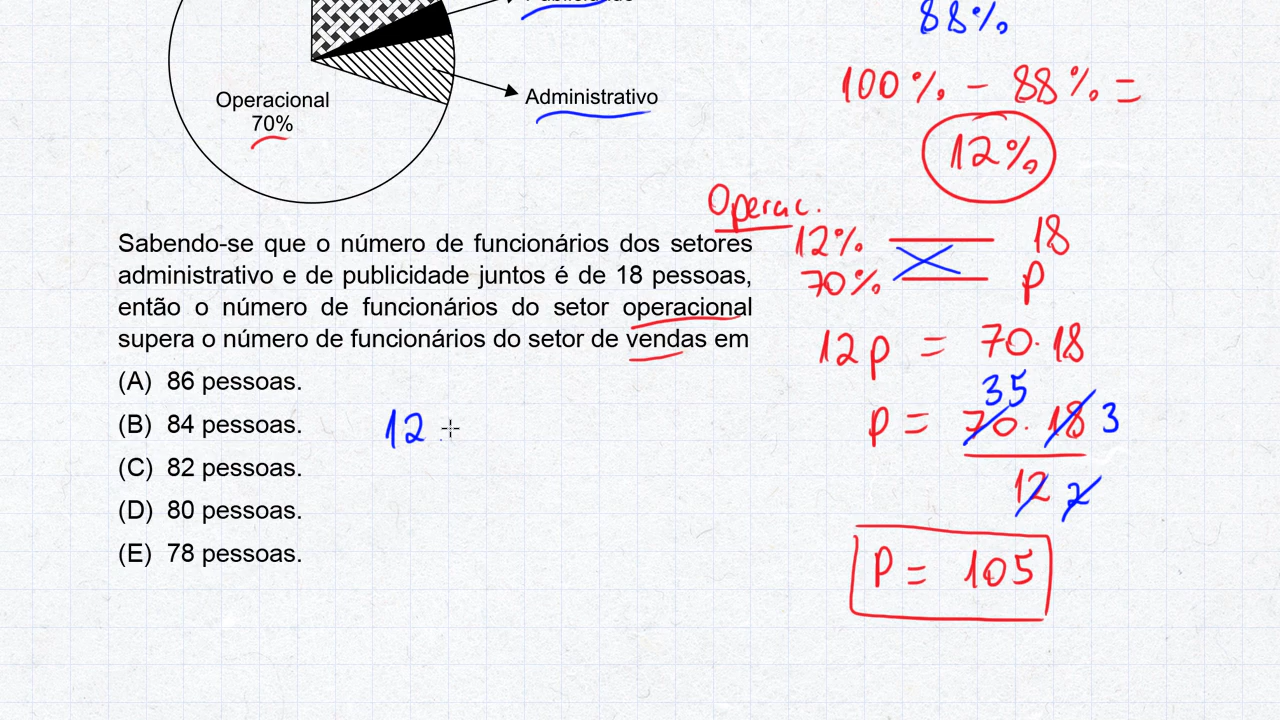 88%
Operacional
70%
Administrativo
100% - 88% =
12%
Operac.
12% 18
70% P
Sabendo-se que o número de funcionários dos setores
administrativo e de publicidade juntos é de 18 pessoas,
então o número de funcionários do setor operacional
supera o número de funcionários do setor de vendas em
(A) 86 pessoas.
(B) 84 pessoas.
(C) 82 pessoas.
(D) 80 pessoas.
(E) 78 pessoas.
12
12p = 70.18
35
P = 70.18 3
12 2
P = 105